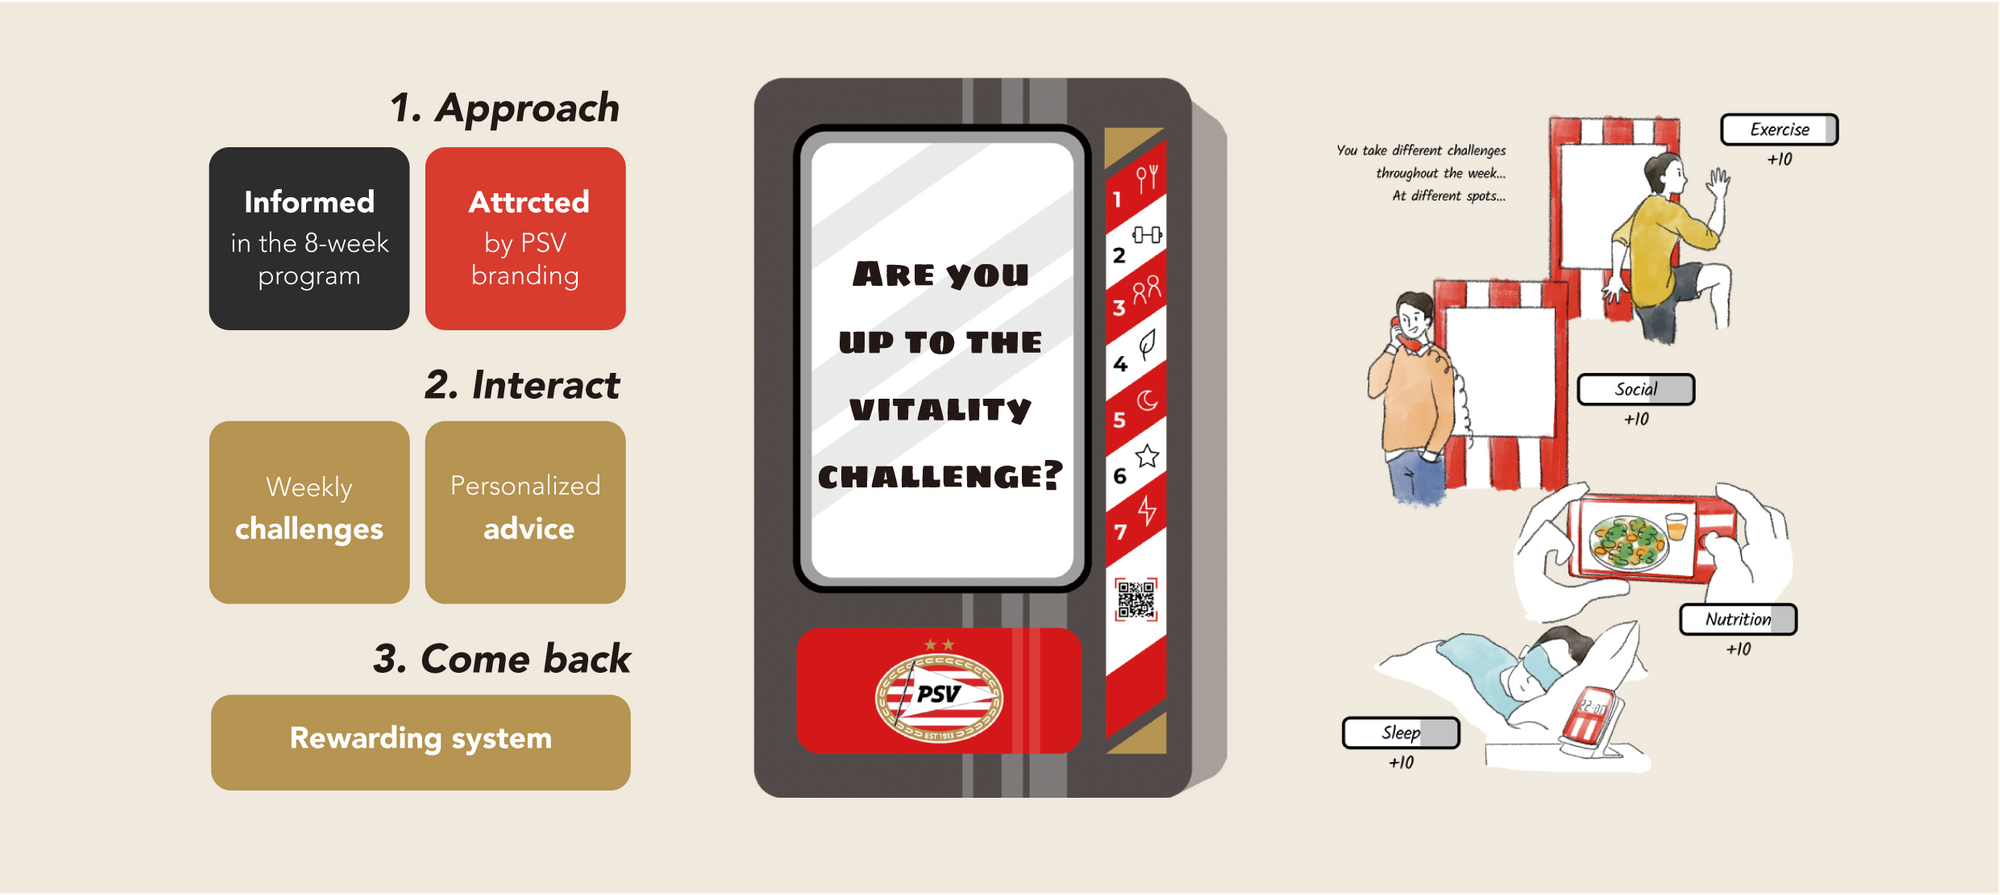 1. Approach
Informed
in the 8-week
program
Attrcted
by PSV
branding
2. Interact
Weekly
challenges
Personalized
advice
3. Come back
Rewarding system
ARE YOU
UP TO THE
VITALITY
CHALLENGE?
1
2
3
4
5
6
7
PSV
EST 1913
You take different challenges
throughout the week...
At different spots...
Exercise
+10
Social
+10
Nutrition
+10
22:00
Sleep
+10